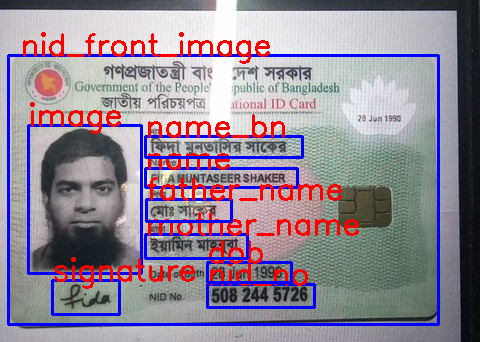 nid_front_image
গণপ্রজাতন্ত্রী বাংলাদেশ সরকার
Government of the People's Republic of Bangladesh
জাতীয় পরিচয়পত্র National ID Card
28 Jun 1990
image
name_bn
ফিদা মুনতাসির সাকের
name
FIDA MUNTASEER SHAKER
father_name
মোঃ সাকের
mother_name
ইয়ামিন
dob
28 Jun 1990
signature
nid_no
Fida
NID No.
508 244 5726